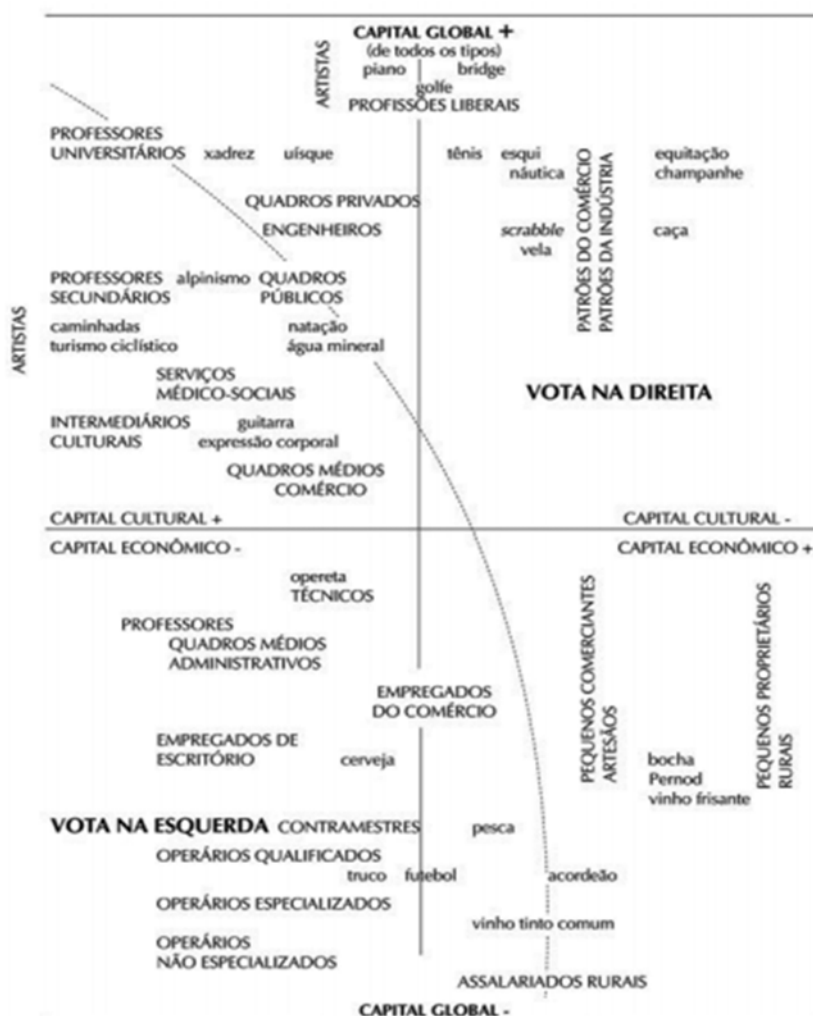 CAPITAL GLOBAL +
(de todos os tipos)
ARTISTAS
piano bridge
golfe
PROFISSÕES LIBERAIS
PROFESSORES
UNIVERSITÁRIOS xadrez uísque
tênis esqui
náutica
equitação
champanhe
PATRÕES DO COMÉRCIO
PATRÕES DA INDÚSTRIA
QUADROS PRIVADOS
ENGENHEIROS
scrabble
vela
caça
PROFESSORES alpinismo QUADROS
SECUNDÁRIOS PÚBLICOS
ARTISTAS
caminhadas natação
turismo ciclístico água mineral
SERVIÇOS
MÉDICO-SOCIAIS
VOTA NA DIREITA
INTERMEDIÁRIOS guitarra
CULTURAIS expressão corporal
QUADROS MÉDIOS
COMÉRCIO
CAPITAL CULTURAL + CAPITAL CULTURAL -
CAPITAL ECONÔMICO - CAPITAL ECONÔMICO +
opereta
TÉCNICOS
PROFESSORES
QUADROS MÉDIOS
ADMINISTRATIVOS
PEQUENOS COMERCIANTES
ARTESÃOS
PEQUENOS PROPRIETÁRIOS
RURAIS
EMPREGADOS
DO COMÉRCIO
EMPREGADOS DE
ESCRITÓRIO cerveja
bocha
Pernod
vinho frisante
VOTA NA ESQUERDA CONTRAMESTRES pesca
OPERÁRIOS QUALIFICADOS
truco futebol acordeão
OPERÁRIOS ESPECIALIZADOS
vinho tinto comum
OPERÁRIOS
NÃO ESPECIALIZADOS
ASSALARIADOS RURAIS
CAPITAL GLOBAL -